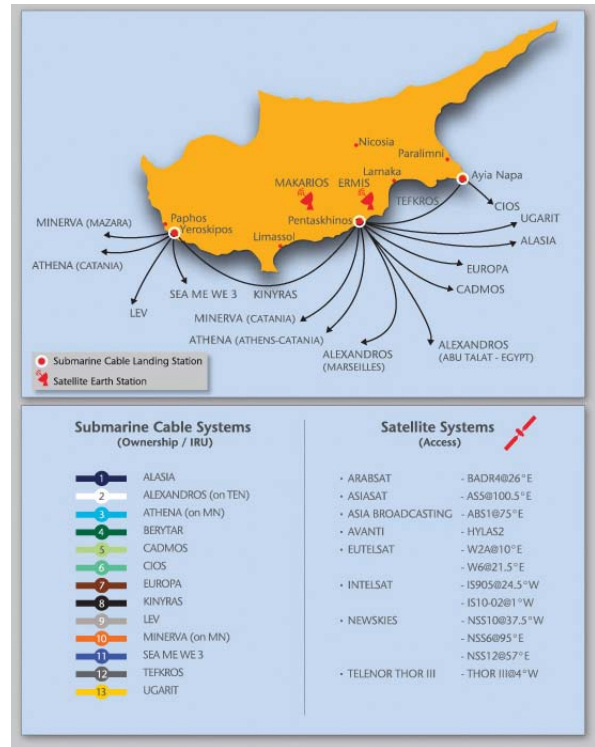 Nicosia
Paralimni
Larnaka
Ayia Napa
MAKARIOS
ERMIS
TEFKROS
CIOS
Pentaskhinos
UGARIT
Paphos
Yeroskipos
MINERVA (MAZARA)
Limassol
ALASIA
ATHENA (CATANIA)
EUROPA
SEA ME WE 3
KINYRAS
CADMOS
LEV
MINERVA (CATANIA)
ATHENA (ATHENS-CATANIA)
ALEXANDROS
(MARSEILLES)
ALEXANDROS
(ABU TALAT - EGYPT)
Submarine Cable Landing Station
Satellite Earth Station
Submarine Cable Systems
(Ownership / IRU)
1 ALASIA
2 ALEXANDROS (on TEN)
3 ATHENA (on MN)
4 BERYTAR
5 CADMOS
6 CIOS
7 EUROPA
8 KINYRAS
9 LEV
10 MINERVA (on MN)
11 SEA ME WE 3
12 TEFKROS
13 UGARIT
Satellite Systems
(Access)
· ARABSAT - BADR4@26°E
· ASIASAT - AS5@100.5°E
· ASIA BROADCASTING - ABS1@75°E
· AVANTI - HYLAS2
· EUTELSAT - W2A@10°E
- W6@21.5°E
· INTELSAT - IS905@24.5°W
- IS10-02@1°W
· NEWSKIES - NSS10@37.5°W
- NSS6@95°E
- NSS12@57°E
· TELENOR THOR III - THOR III@4°W